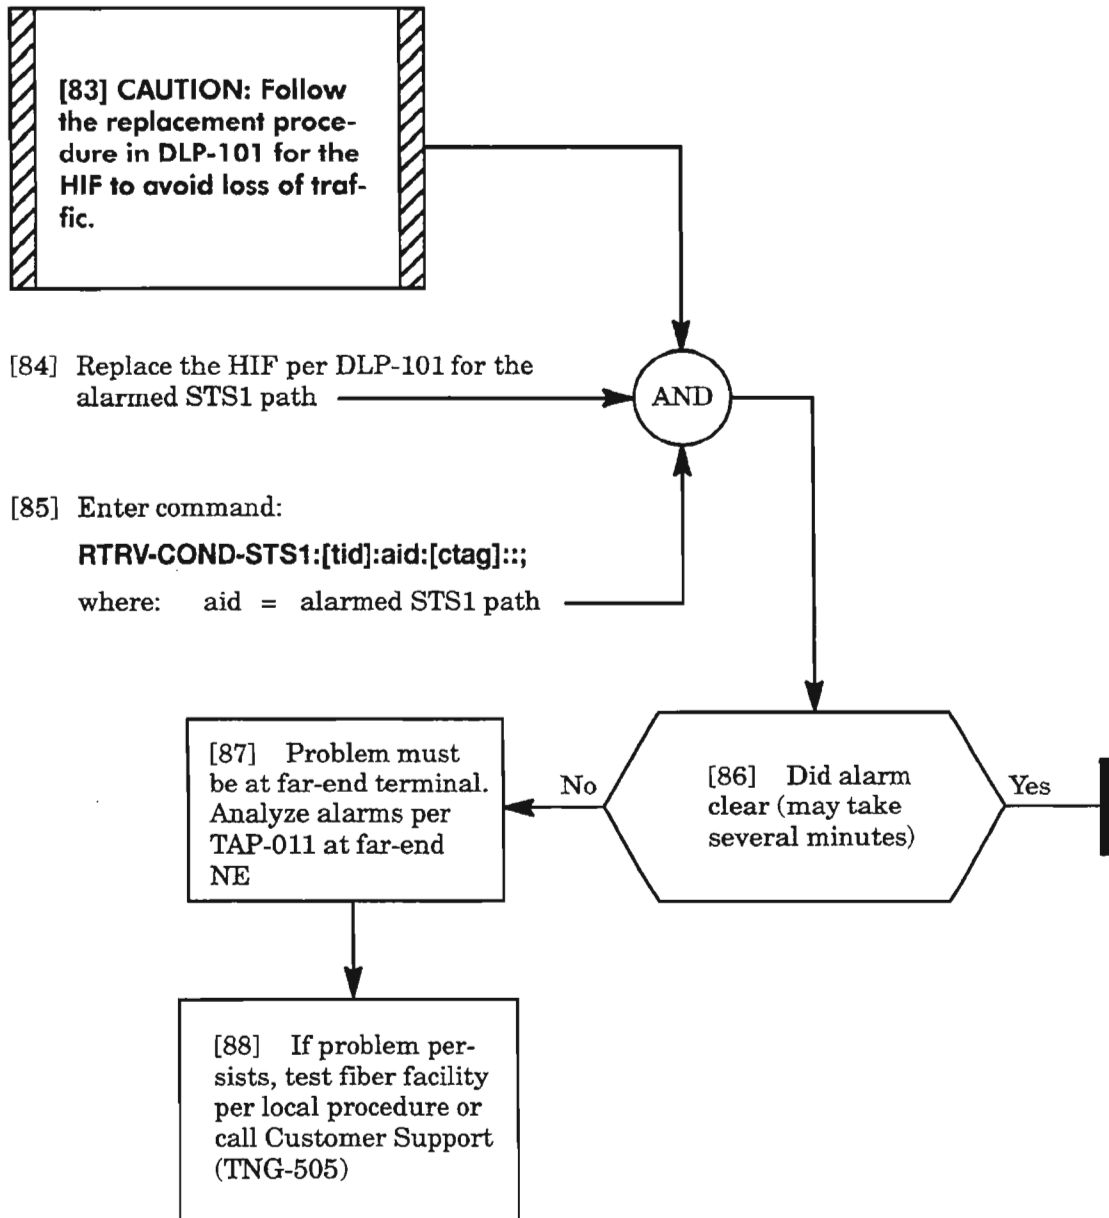 [83] CAUTION: Follow
the replacement proce-
dure in DLP-101 for the
HIF to avoid loss of traf-
fic.
[84] Replace the HIF per DLP-101 for the
alarmed STS1 path
AND
[85] Enter command:
RTRV-COND-STS1:[tid]:aid:[ctag]::;
where: aid = alarmed STS1 path
[86] Did alarm
clear (may take
several minutes)
No
Yes
[87] Problem must
be at far-end terminal.
Analyze alarms per
TAP-011 at far-end
NE
[88] If problem per-
sists, test fiber facility
per local procedure or
call Customer Support
(TNG-505)